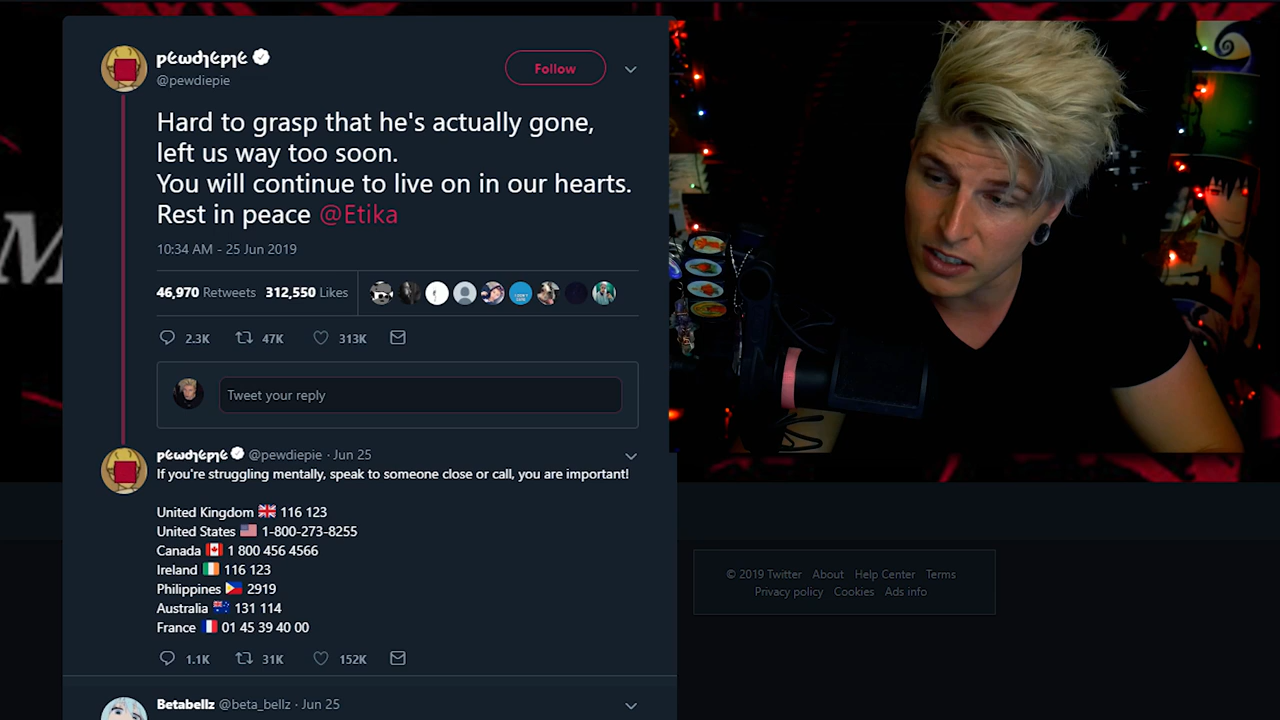 pewdiepie
@pewdiepie
Follow
Hard to grasp that he's actually gone,
left us way too soon.
You will continue to live on in our hearts.
Rest in peace @Etika
10:34 AM - 25 Jun 2019
46,970 Retweets 312,550 Likes
2.3K 47K 313K
Tweet your reply
pewdiepie @pewdiepie · Jun 25
If you're struggling mentally, speak to someone close or call, you are important!
United Kingdom 🇬🇧 116 123
United States 🇺🇸 1-800-273-8255
Canada 🇨🇦 1 800 456 4566
Ireland 🇮🇪 116 123
Philippines 🇵🇭 2919
Australia 🇦🇺 131 114
France 🇫🇷 01 45 39 40 00
1.1K 31K 152K
Betabellz @beta_bellz · Jun 25
© 2019 Twitter About Help Center Terms
Privacy policy Cookies Ads info